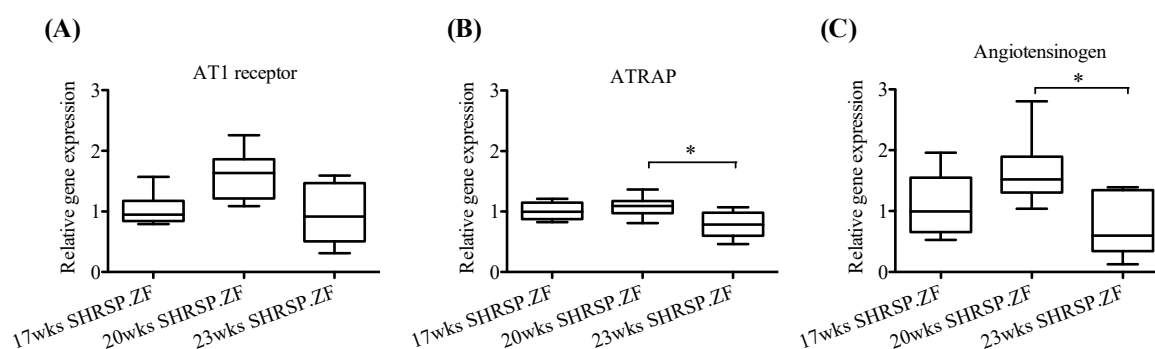 (A)
AT1 receptor
Relative gene expression
3
2
1
0
17wks SHRSP.ZF
20wks SHRSP.ZF
23wks SHRSP.ZF
(B)
ATRAP
Relative gene expression
3
2
1
0
*
17wks SHRSP.ZF
20wks SHRSP.ZF
23wks SHRSP.ZF
(C)
Angiotensinogen
Relative gene expression
3
2
1
0
*
17wks SHRSP.ZF
20wks SHRSP.ZF
23wks SHRSP.ZF